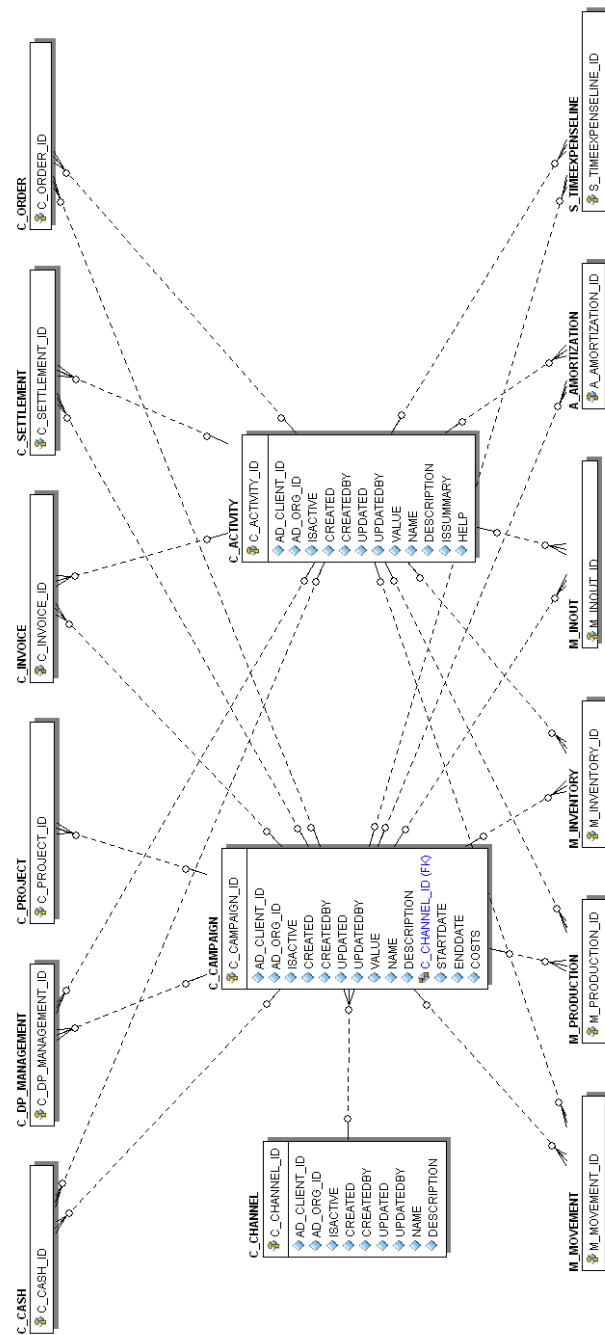 C_CASH
C_CASH_ID
C_DP_MANAGEMENT
C_DP_MANAGEMENT_ID
C_PROJECT
C_PROJECT_ID
C_INVOICE
C_INVOICE_ID
C_SETTLEMENT
C_SETTLEMENT_ID
C_ORDER
C_ORDER_ID
C_CHANNEL
C_CHANNEL_ID
AD_CLIENT_ID
AD_ORG_ID
ISACTIVE
CREATED
CREATEDBY
UPDATED
UPDATEDBY
NAME
DESCRIPTION
C_CAMPAIGN
C_CAMPAIGN_ID
AD_CLIENT_ID
AD_ORG_ID
ISACTIVE
CREATED
CREATEDBY
UPDATED
UPDATEDBY
VALUE
NAME
DESCRIPTION
C_CHANNEL_ID (FK)
STARTDATE
ENDDATE
COSTS
C_ACTIVITY
C_ACTIVITY_ID
AD_CLIENT_ID
AD_ORG_ID
ISACTIVE
CREATED
CREATEDBY
UPDATED
UPDATEDBY
VALUE
NAME
DESCRIPTION
ISSUMMARY
HELP
M_MOVEMENT
M_MOVEMENT_ID
M_PRODUCTION
M_PRODUCTION_ID
M_INVENTORY
M_INVENTORY_ID
M_INOUT
M_INOUT_ID
A_AMORTIZATION
A_AMORTIZATION_ID
S_TIMEEXPENSELINE
S_TIMEEXPENSELINE_ID